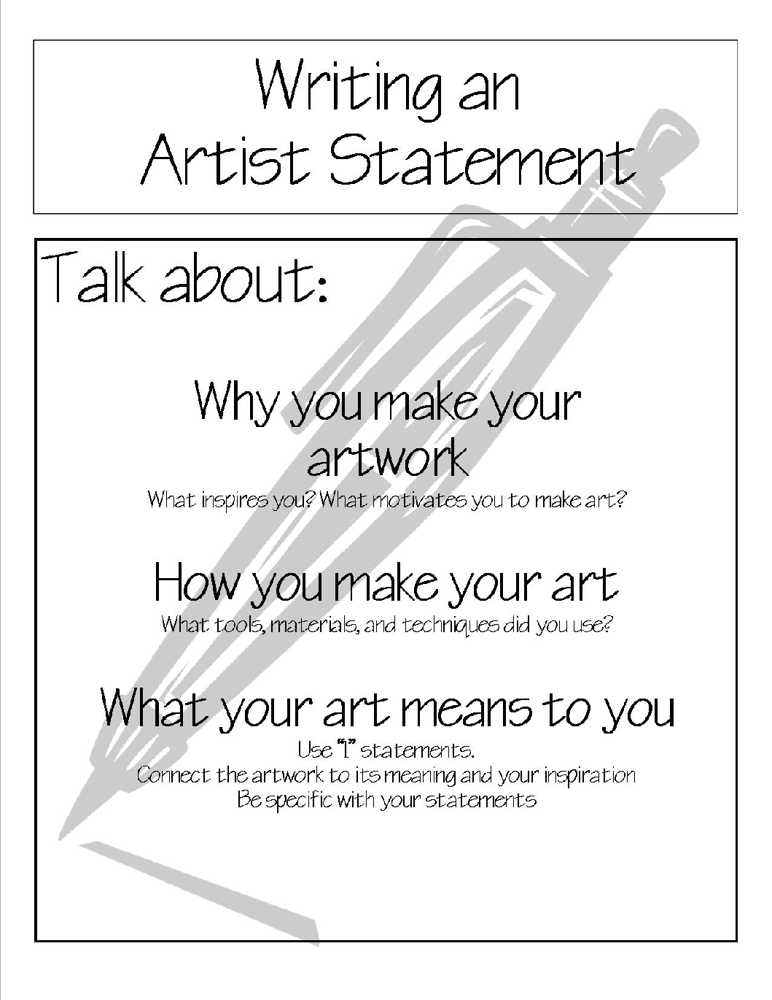 Writing an
Artist Statement
Talk about:
Why you make your
artwork
What inspires you? What motivates you to make art?
How you make your art
What tools, materials, and techniques did you use?
What your art means to you
Use “I” statements.
Connect the artwork to its meaning and your inspiration
Be specific with your statements